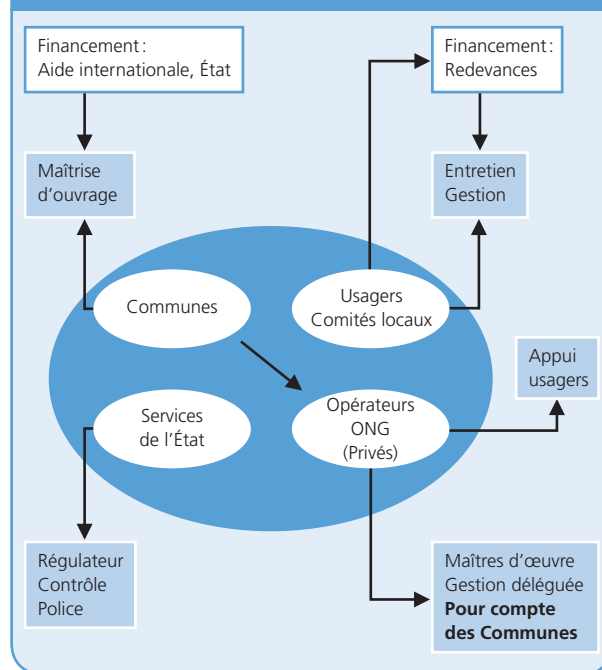 Financement :
Aide internationale, État
Financement :
Redevances
Maîtrise
d'ouvrage
Entretien
Gestion
Communes
Usagers
Comités locaux
Appui
usagers
Services
de l'État
Opérateurs
ONG
(Privés)
Régulateur
Contrôle
Police
Maîtres d'œuvre
Gestion déléguée
Pour compte
des Communes